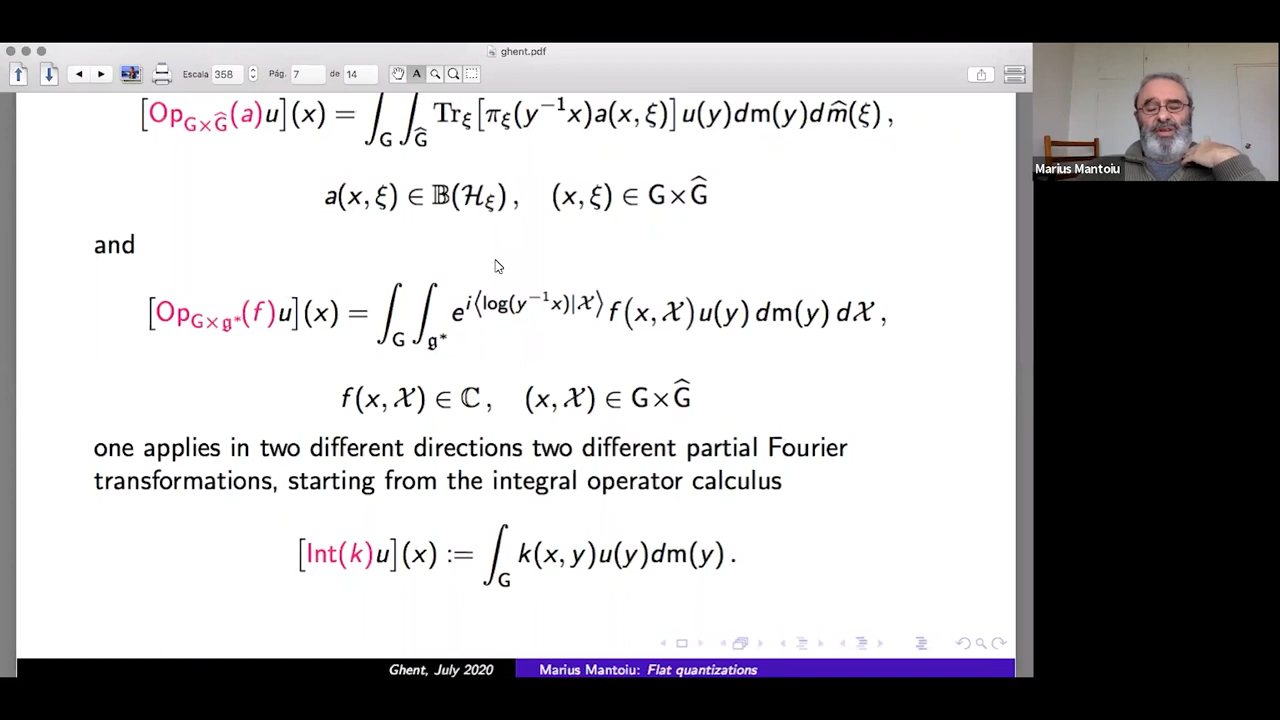 ghent.pdf
Escala 358 Pág. 7 de 14
[Op_{G×Ĝ}(a)u](x) = ∫_G ∫_Ĝ Tr_ξ[π_ξ(y⁻¹x)a(x, ξ)] u(y)dm(y)dm̂(ξ) ,
a(x, ξ) ∈ 𝔹(ℋ_ξ) , (x, ξ) ∈ G×Ĝ
and
[Op_{G×𝔤*}(f)u](x) = ∫_G ∫_{𝔤*} e^{i⟨log(y⁻¹x)|𝒳⟩} f(x, 𝒳) u(y) dm(y) d𝒳 ,
f(x, 𝒳) ∈ ℂ , (x, 𝒳) ∈ G×Ĝ
one applies in two different directions two different partial Fourier
transformations, starting from the integral operator calculus
[Int(k)u](x) := ∫_G k(x, y)u(y)dm(y) .
Ghent, July 2020 Marius Mantoiu: Flat quantizations
Marius Mantoiu